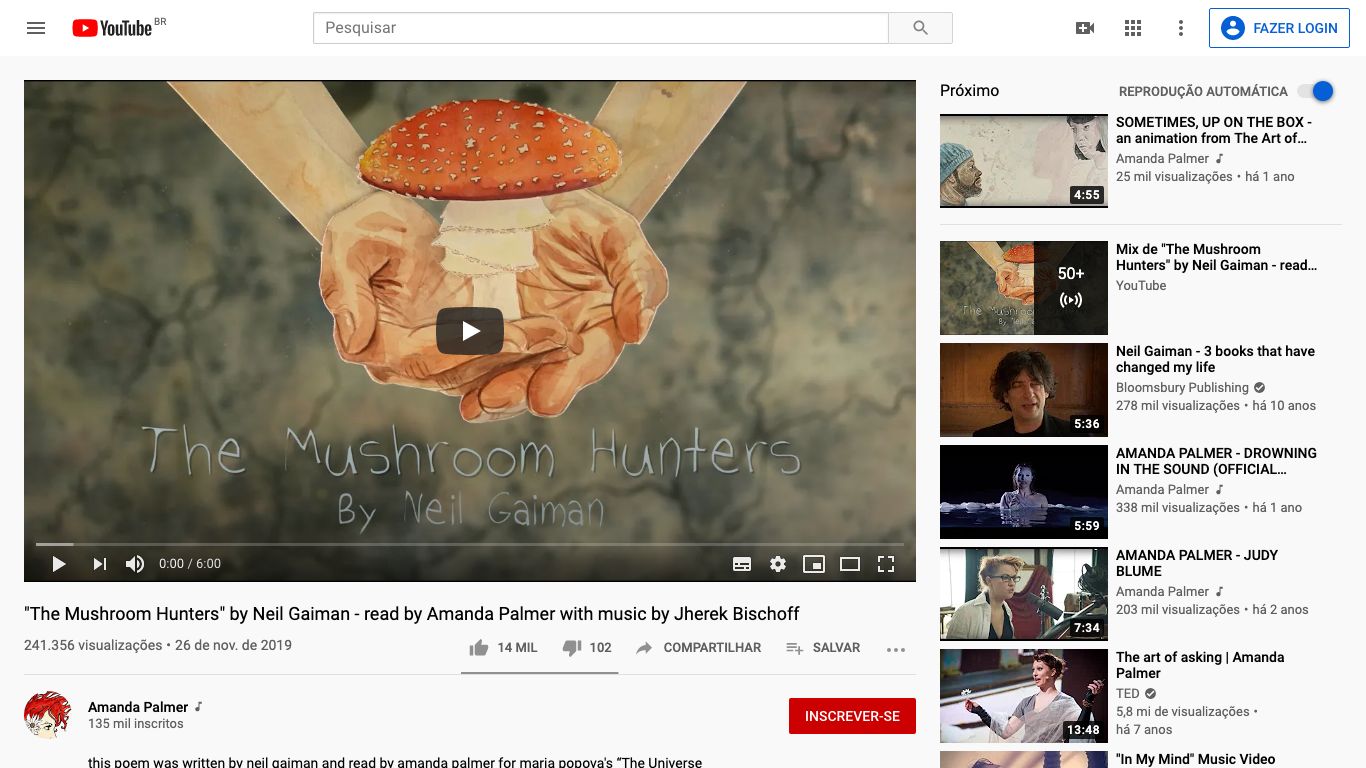 YouTube BR
Pesquisar
FAZER LOGIN
The Mushroom Hunters
By Neil Gaiman
0:00 / 6:00
"The Mushroom Hunters" by Neil Gaiman - read by Amanda Palmer with music by Jherek Bischoff
241.356 visualizações • 26 de nov. de 2019
14 MIL
102
COMPARTILHAR
SALVAR
Amanda Palmer
135 mil inscritos
INSCREVER-SE
this poem was written by neil gaiman and read by amanda palmer for maria popova's “The Universe
Próximo
REPRODUÇÃO AUTOMÁTICA
4:55
SOMETIMES, UP ON THE BOX -
an animation from The Art of…
Amanda Palmer
25 mil visualizações • há 1 ano
50+
Mix de "The Mushroom
Hunters" by Neil Gaiman - read…
YouTube
5:36
Neil Gaiman - 3 books that have
changed my life
Bloomsbury Publishing
278 mil visualizações • há 10 anos
5:59
AMANDA PALMER - DROWNING
IN THE SOUND (OFFICIAL…
Amanda Palmer
338 mil visualizações • há 1 ano
7:34
AMANDA PALMER - JUDY
BLUME
Amanda Palmer
203 mil visualizações • há 2 anos
13:48
The art of asking | Amanda
Palmer
TED
5,8 mi de visualizações •
há 7 anos
"In My Mind" Music Video